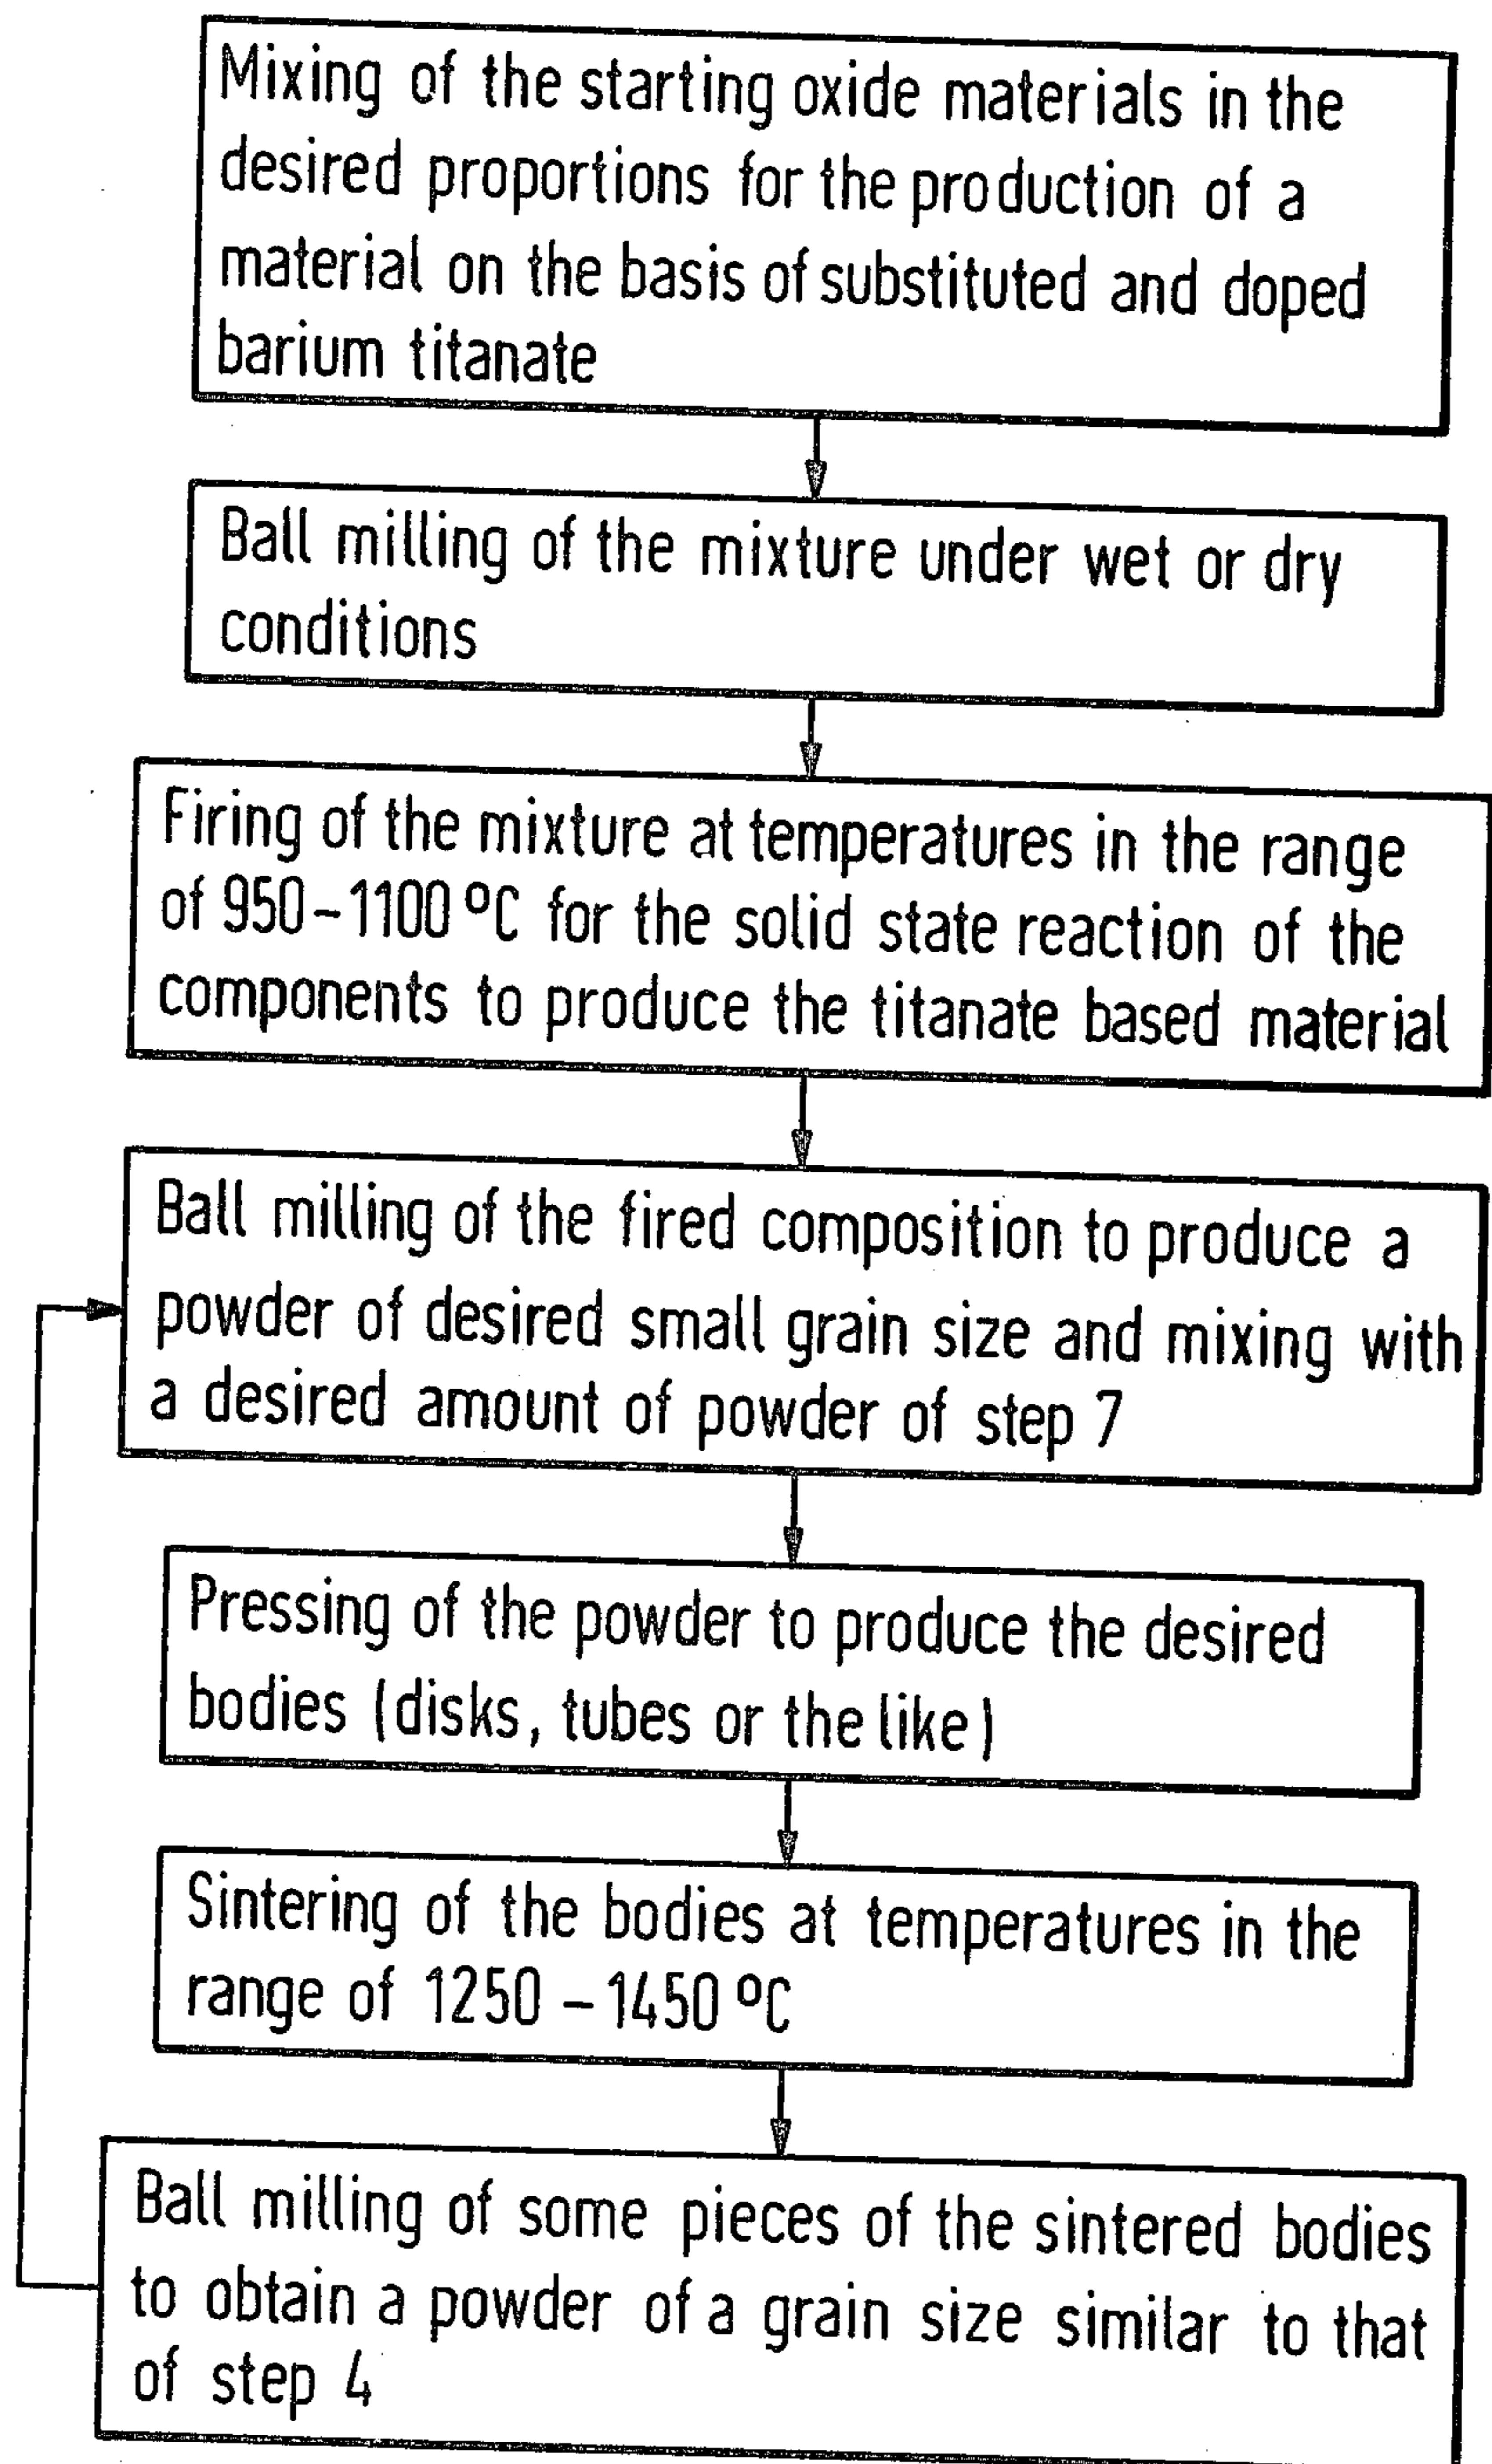 Mixing of the starting oxide materials in the
desired proportions for the production of a
material on the basis of substituted and doped
barium titanate
Ball milling of the mixture under wet or dry
conditions
Firing of the mixture at temperatures in the range
of 950–1100 °C for the solid state reaction of the
components to produce the titanate based material
Ball milling of the fired composition to produce a
powder of desired small grain size and mixing with
a desired amount of powder of step 7
Pressing of the powder to produce the desired
bodies (disks, tubes or the like)
Sintering of the bodies at temperatures in the
range of 1250 – 1450 °C
Ball milling of some pieces of the sintered bodies
to obtain a powder of a grain size similar to that
of step 4